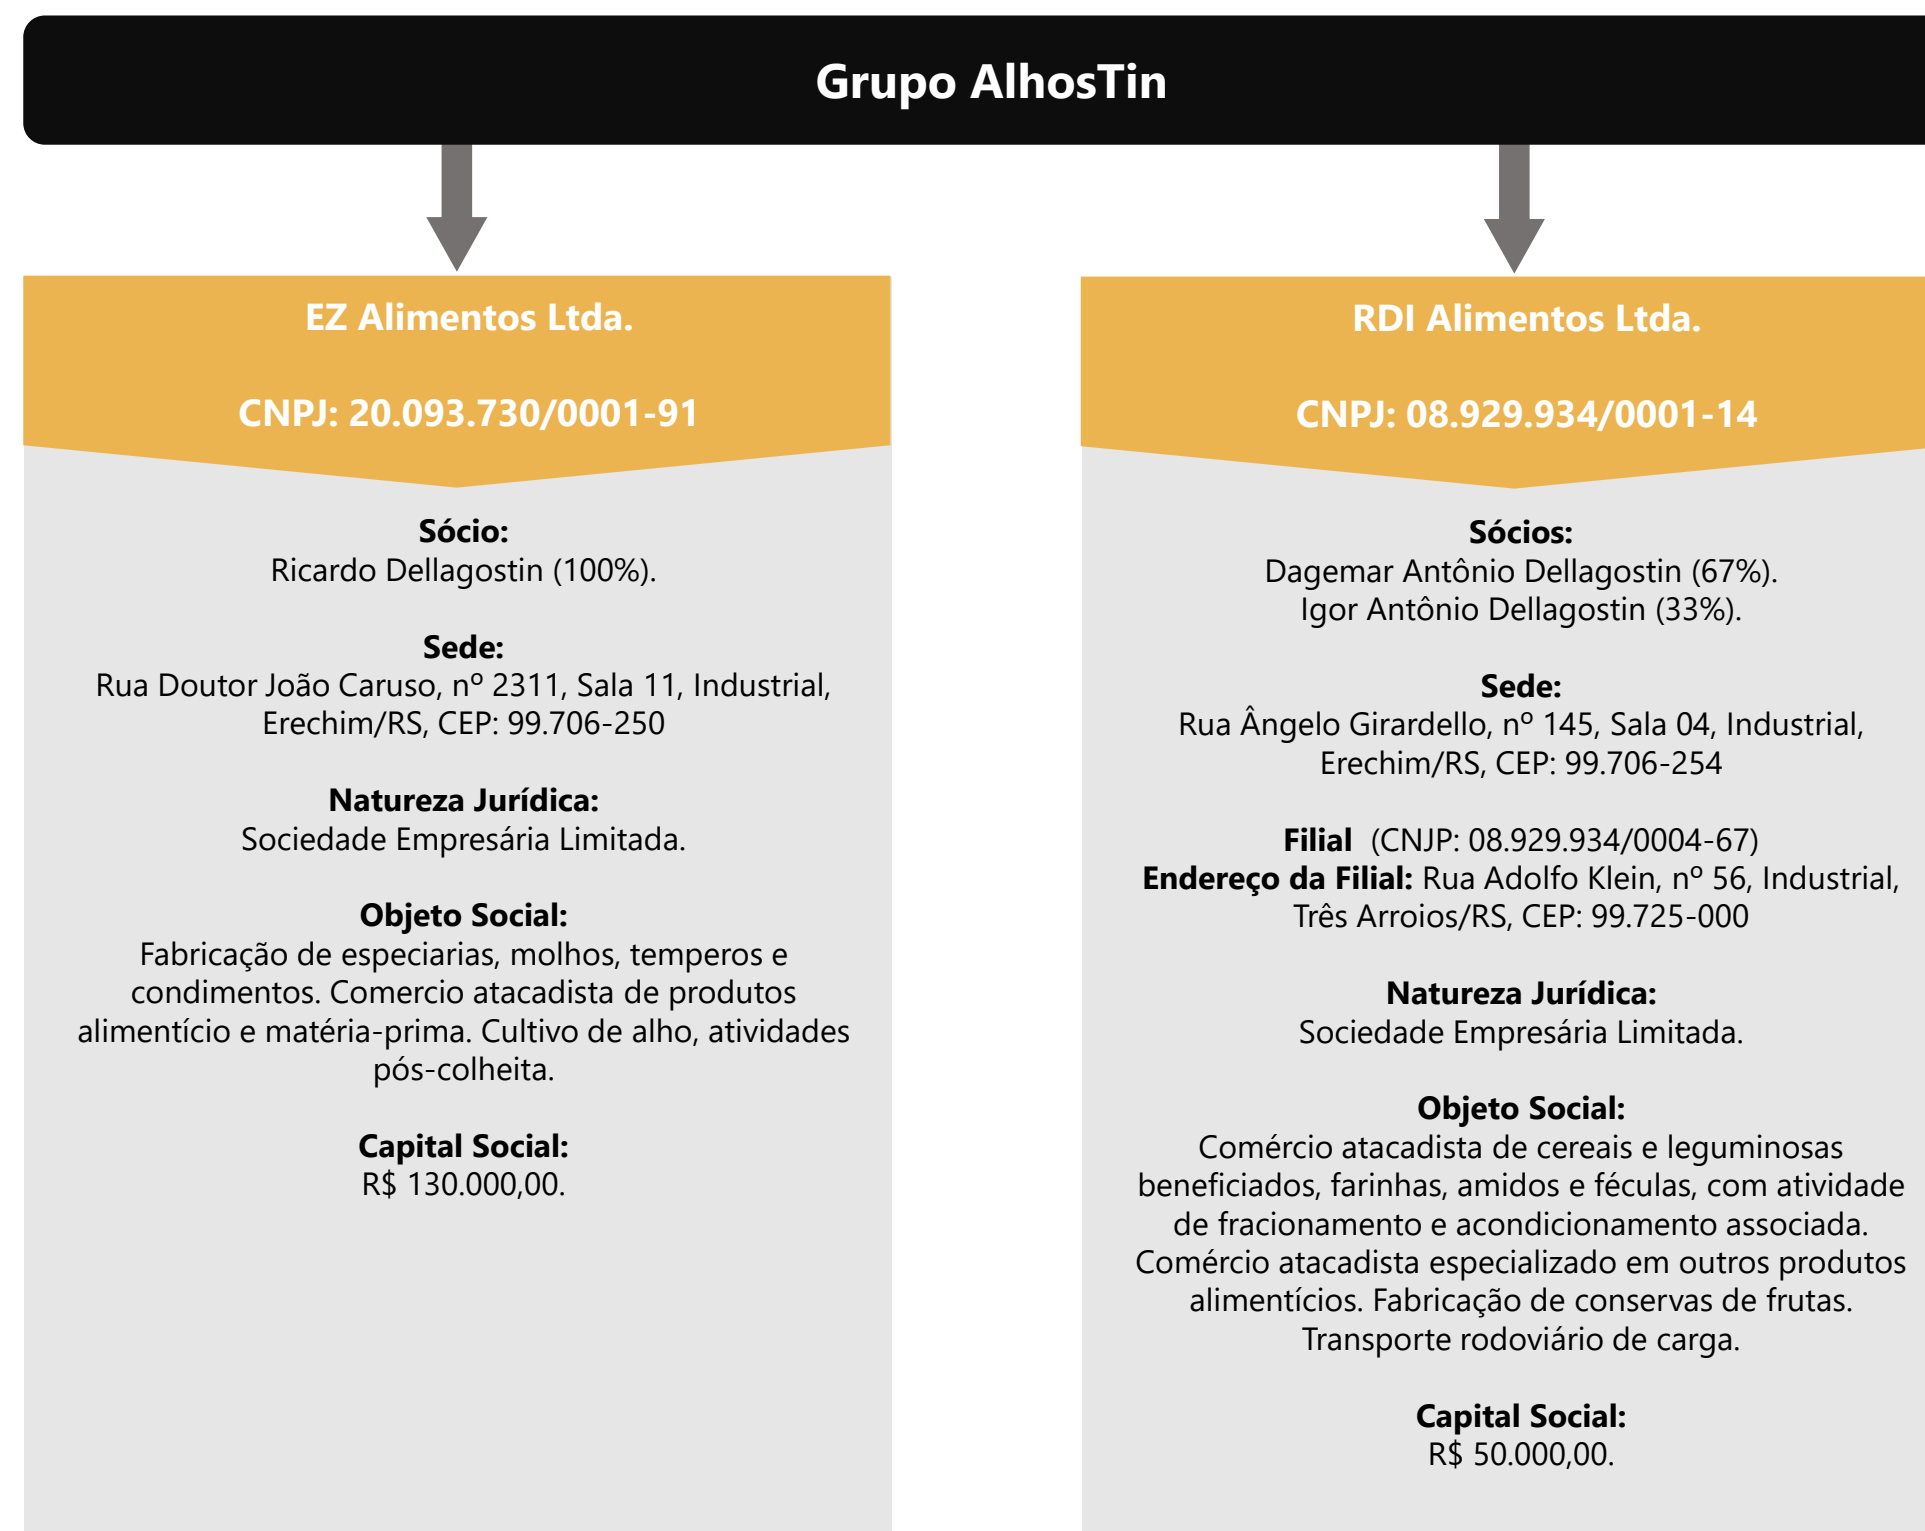 Grupo AlhosTin
EZ Alimentos Ltda.
CNPJ: 20.093.730/0001-91
Sócio:
Ricardo Dellagostin (100%).
Sede:
Rua Doutor João Caruso, nº 2311, Sala 11, Industrial,
Erechim/RS, CEP: 99.706-250
Natureza Jurídica:
Sociedade Empresária Limitada.
Objeto Social:
Fabricação de especiarias, molhos, temperos e
condimentos. Comercio atacadista de produtos
alimentício e matéria-prima. Cultivo de alho, atividades
pós-colheita.
Capital Social:
R$ 130.000,00.
RDI Alimentos Ltda.
CNPJ: 08.929.934/0001-14
Sócios:
Dagemar Antônio Dellagostin (67%).
Igor Antônio Dellagostin (33%).
Sede:
Rua Ângelo Girardello, nº 145, Sala 04, Industrial,
Erechim/RS, CEP: 99.706-254
Filial (CNJP: 08.929.934/0004-67)
Endereço da Filial: Rua Adolfo Klein, nº 56, Industrial,
Três Arroios/RS, CEP: 99.725-000
Natureza Jurídica:
Sociedade Empresária Limitada.
Objeto Social:
Comércio atacadista de cereais e leguminosas
beneficiados, farinhas, amidos e féculas, com atividade
de fracionamento e acondicionamento associada.
Comércio atacadista especializado em outros produtos
alimentícios. Fabricação de conservas de frutas.
Transporte rodoviário de carga.
Capital Social:
R$ 50.000,00.